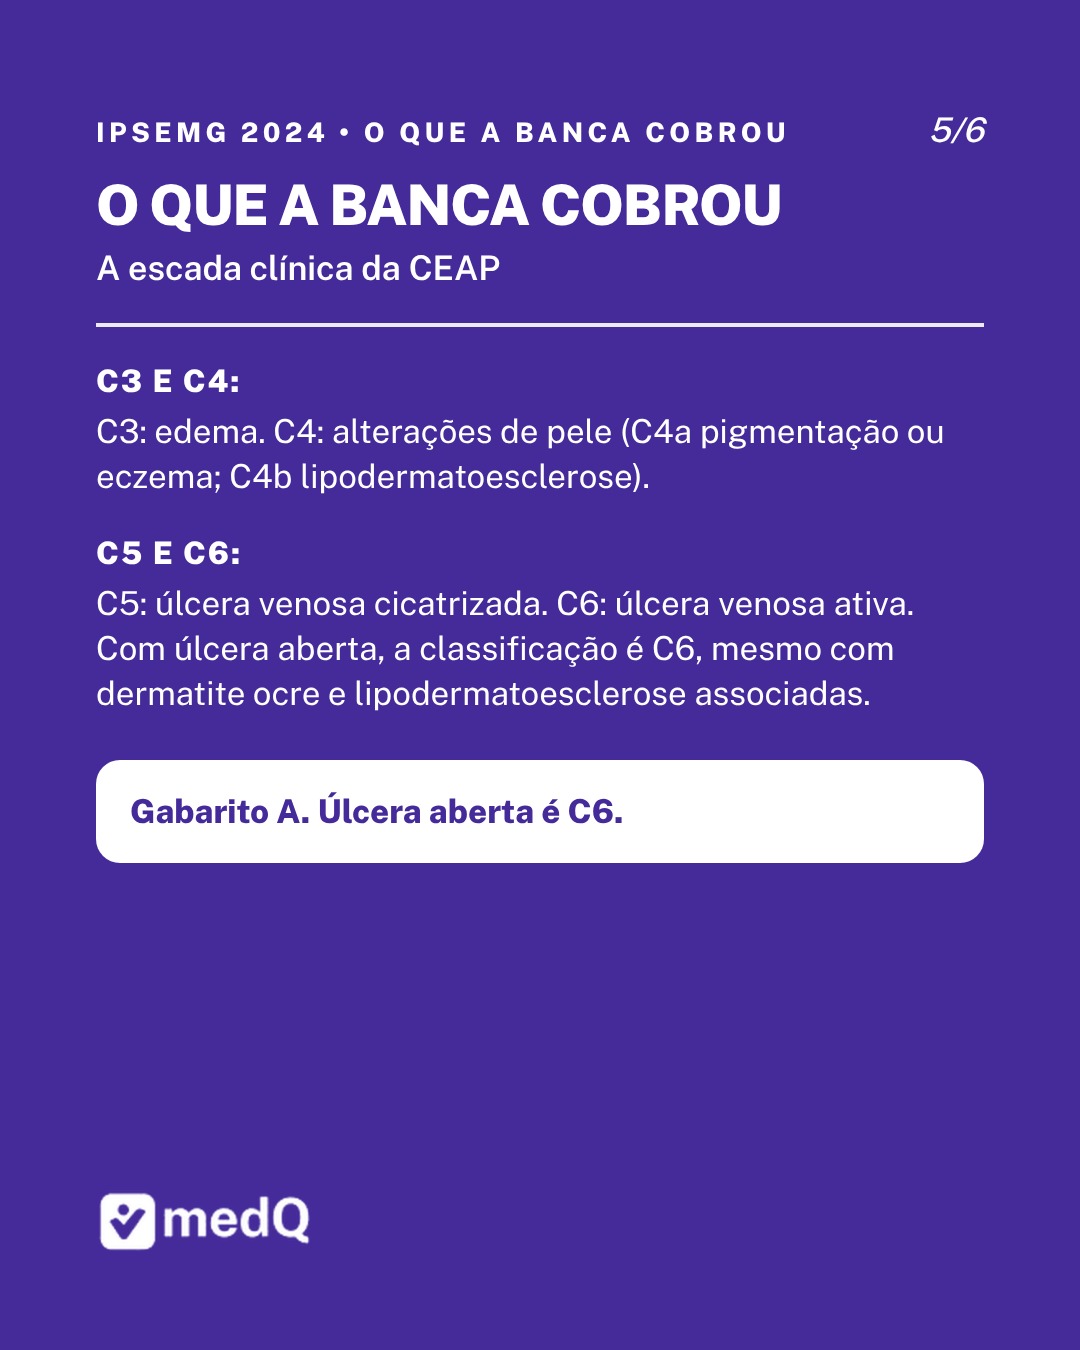 IPSEMG 2024 • O QUE A BANCA COBROU 5/6
O QUE A BANCA COBROU
A escada clínica da CEAP
C3 E C4:
C3: edema. C4: alterações de pele (C4a pigmentação ou
eczema; C4b lipodermatoesclerose).
C5 E C6:
C5: úlcera venosa cicatrizada. C6: úlcera venosa ativa.
Com úlcera aberta, a classificação é C6, mesmo com
dermatite ocre e lipodermatoesclerose associadas.
Gabarito A. Úlcera aberta é C6.
medQ